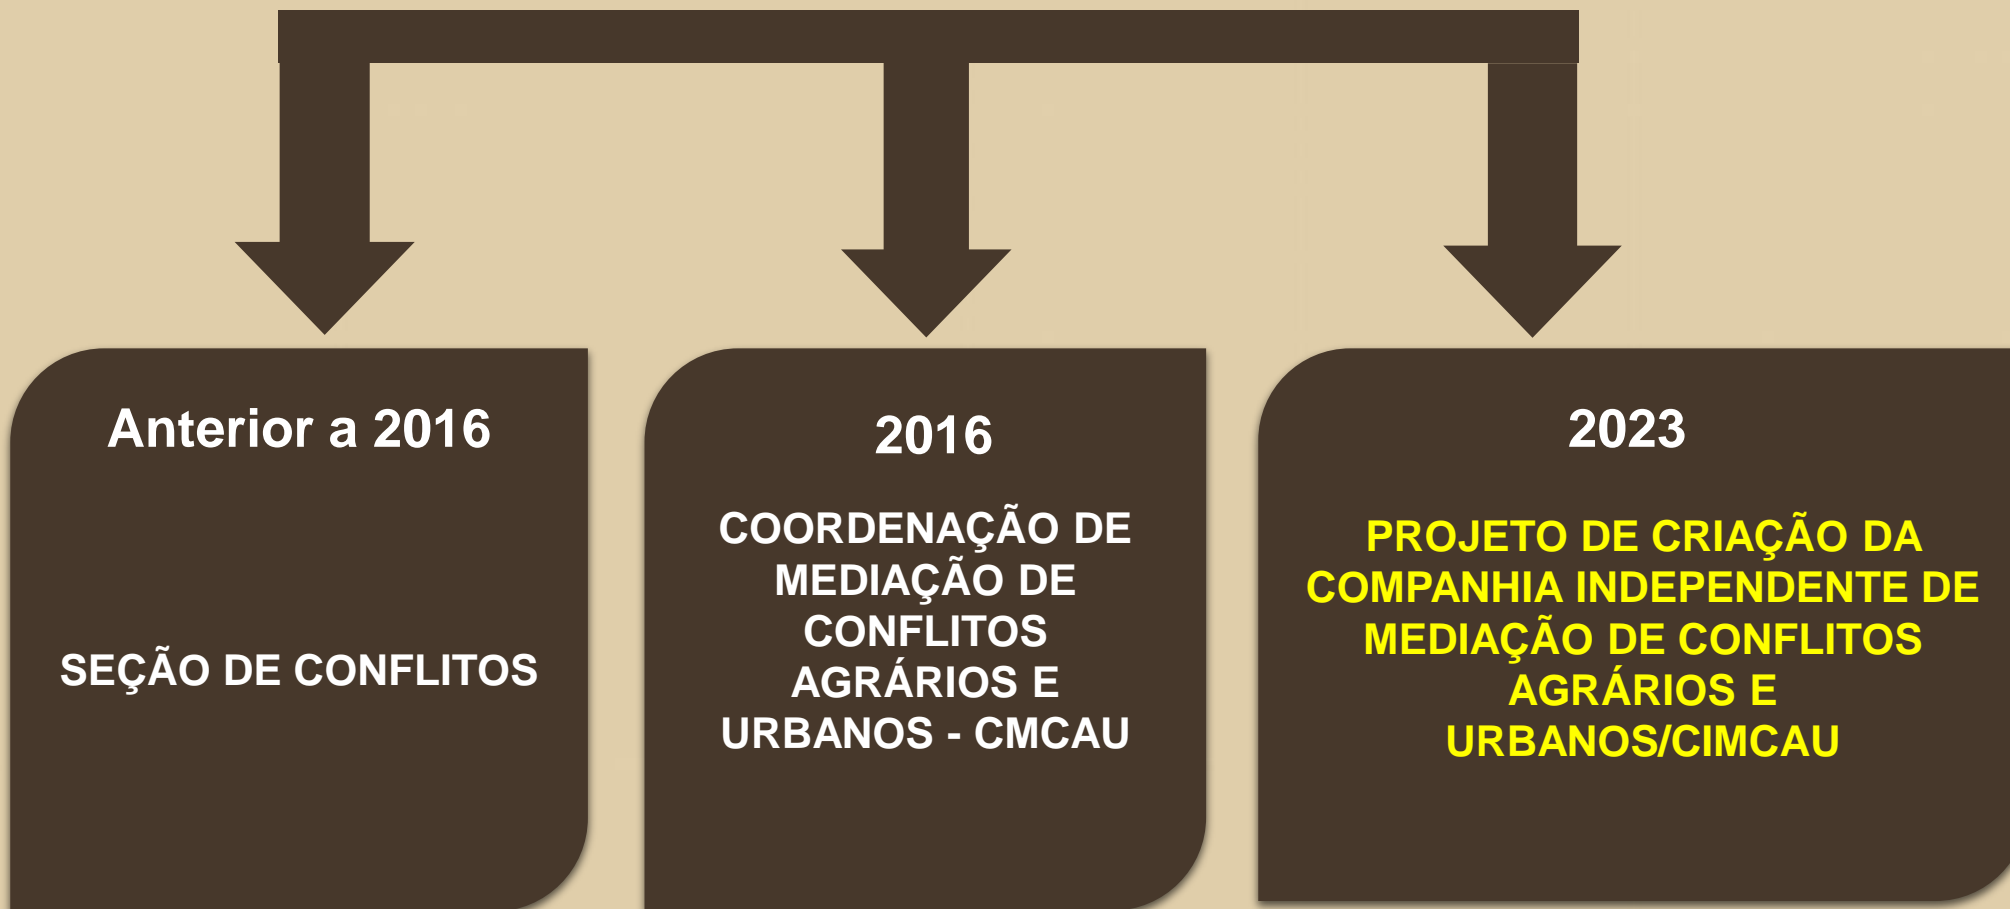 Anterior a 2016
SEÇÃO DE CONFLITOS
2016
COORDENAÇÃO DE
MEDIAÇÃO DE
CONFLITOS
AGRÁRIOS E
URBANOS - CMCAU
2023
PROJETO DE CRIAÇÃO DA
COMPANHIA INDEPENDENTE DE
MEDIAÇÃO DE CONFLITOS
AGRÁRIOS E
URBANOS/CIMCAU